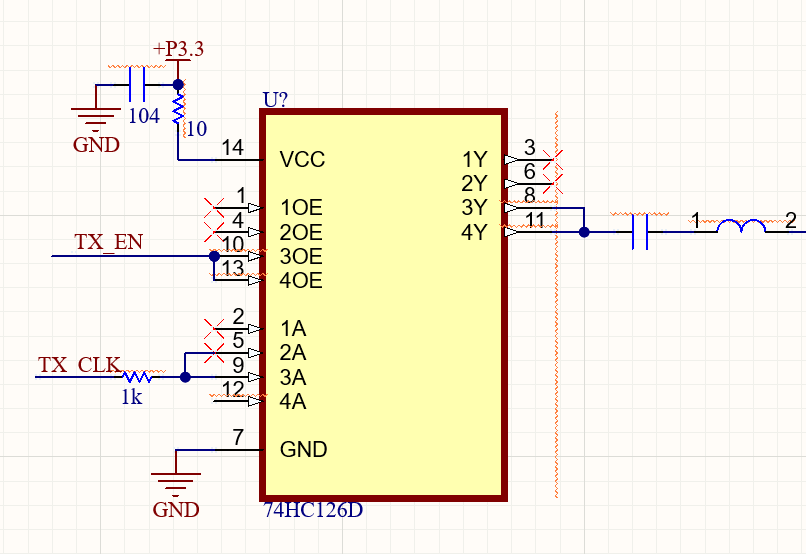 +P3.3
104
10
GND
U?
14
VCC
1Y
3
2Y
6
1
1OE
3Y
8
4
2OE
4Y
11
1
2
TX_EN
10
3OE
13
4OE
2
1A
5
2A
TX_CLK
1k
9
3A
12
4A
7
GND
GND
74HC126D